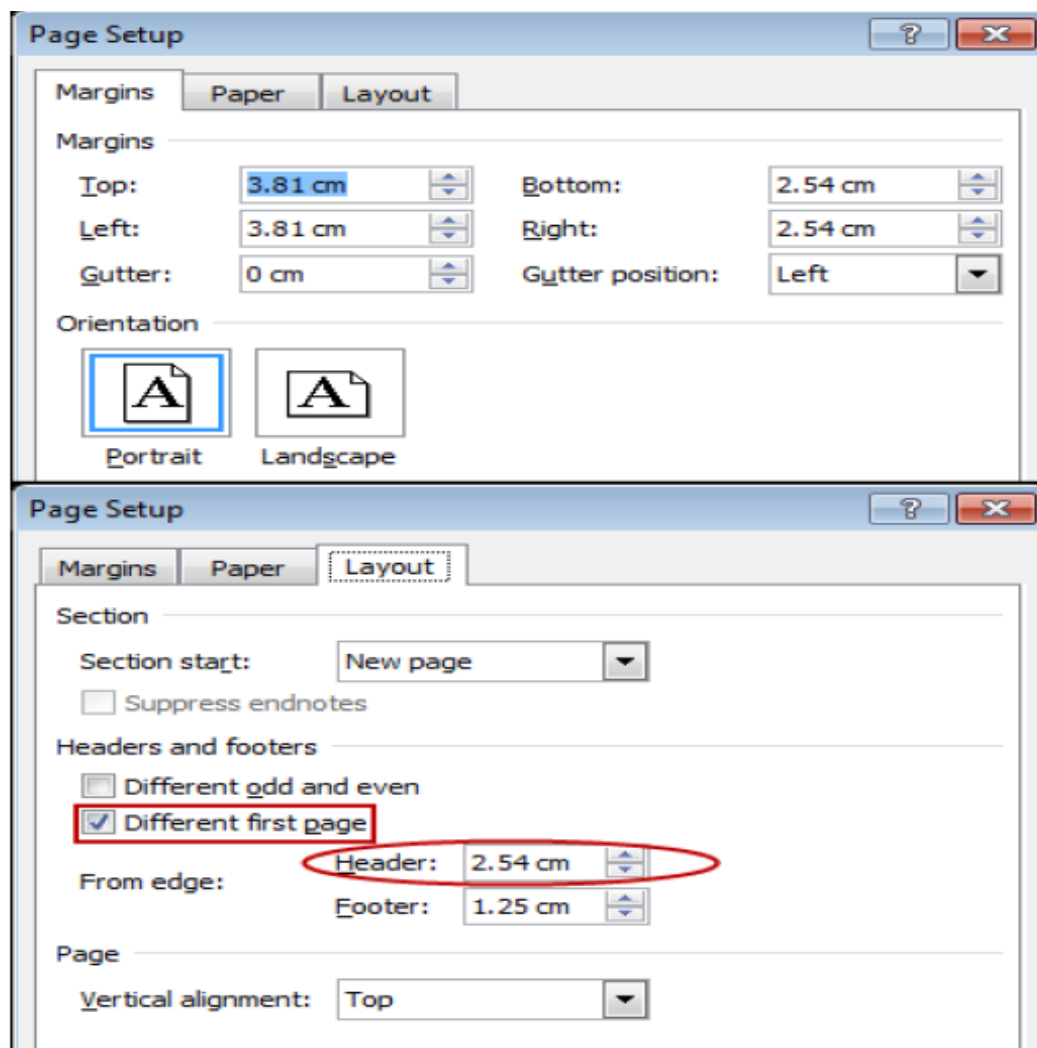 Page Setup
Margins Paper Layout
Margins
Top: 3.81 cm Bottom: 2.54 cm
Left: 3.81 cm Right: 2.54 cm
Gutter: 0 cm Gutter position: Left
Orientation
A A
Portrait Landscape
Page Setup
Margins Paper Layout
Section
Section start: New page
Suppress endnotes
Headers and footers
Different odd and even
Different first page
Header: 2.54 cm
From edge:
Footer: 1.25 cm
Page
Vertical alignment: Top